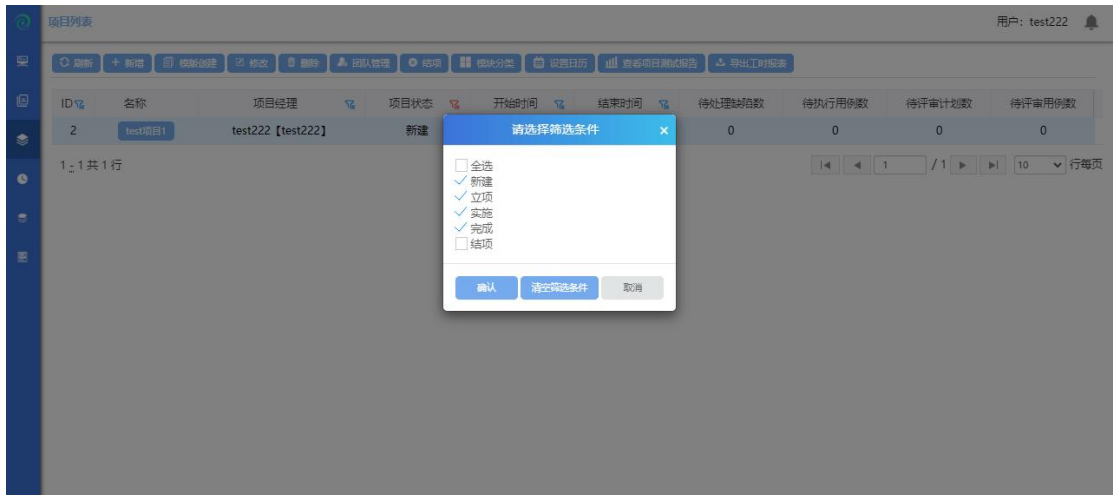 项目列表 用户：test222
刷新 新增 模板创建 修改 删除 团队管理 结项 模块分类 设置日历 查看项目测试报告 导出工时报表
ID 名称 项目经理 项目状态 开始时间 结束时间 待处理缺陷数 待执行用例数 待评审计划数 待评审用例数
2 test项目1 test222【test222】 新建 0 0 0 0
请选择筛选条件 ×
1 - 1 共 1 行 1 / 1 10 行每页
全选
新建
立项
实施
完成
结项
确认 清空筛选条件 取消